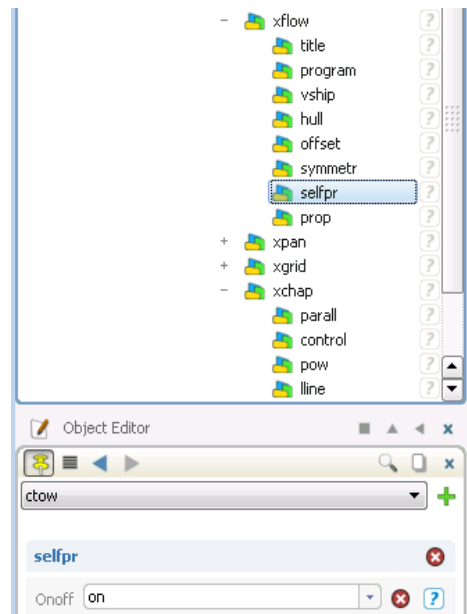 xflow
title
program
vship
hull
offset
symmetr
selfpr
prop
xpan
xgrid
xchap
parall
control
pow
lline
Object Editor
ctow
selfpr
Onoff on